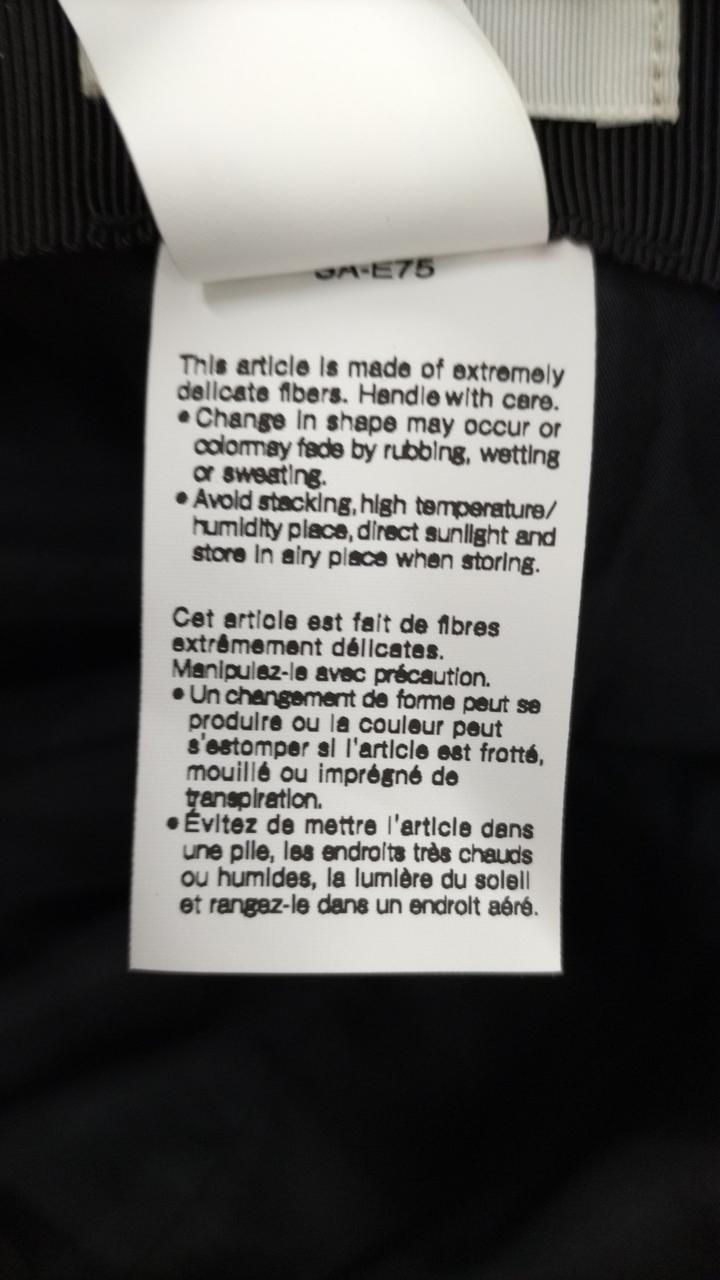 -E75
This article is made of extremely
delicate fibers. Handle with care.
• Change in shape may occur or
colormay fade by rubbing, wetting
or sweating.
• Avoid stacking, high temperature/
humidity place, direct sunlight and
store in airy place when storing.
Cet article est fait de fibres
extrêmement délicates.
Manipulez-le avec précaution.
• Un changement de forme peut se
produire ou la couleur peut
s'estomper si l'article est frotté,
mouillé ou imprégné de
transpiration.
• Évitez de mettre l'article dans
une pile, les endroits très chauds
ou humides, la lumière du soleil
et rangez-le dans un endroit aéré.